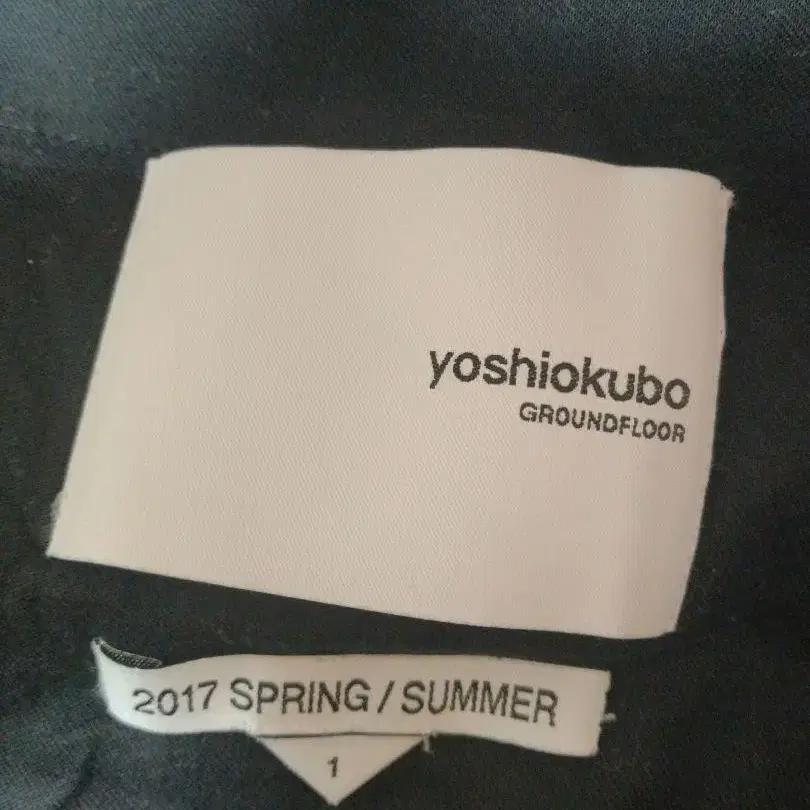 yoshiokubo
GROUNDFLOOR
2017 SPRING / SUMMER
1